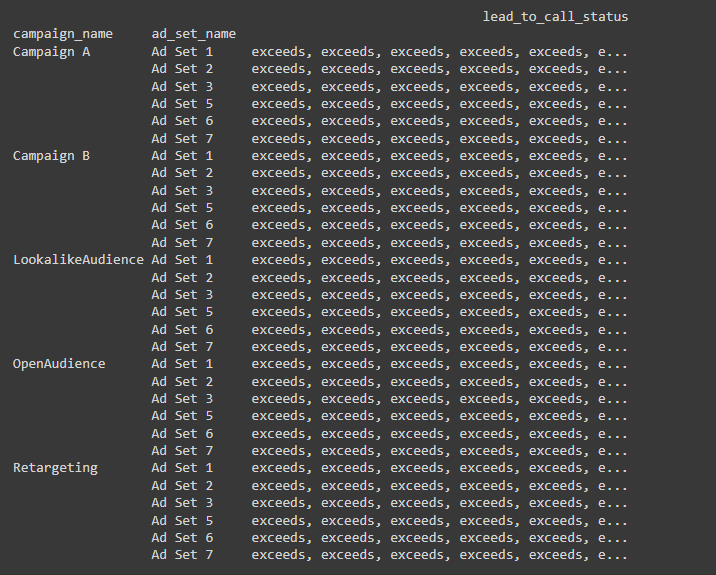 lead_to_call_status
campaign_name ad_set_name
Campaign A Ad Set 1 exceeds, exceeds, exceeds, exceeds, exceeds, e...
Ad Set 2 exceeds, exceeds, exceeds, exceeds, exceeds, e...
Ad Set 3 exceeds, exceeds, exceeds, exceeds, exceeds, e...
Ad Set 5 exceeds, exceeds, exceeds, exceeds, exceeds, e...
Ad Set 6 exceeds, exceeds, exceeds, exceeds, exceeds, e...
Ad Set 7 exceeds, exceeds, exceeds, exceeds, exceeds, e...
Campaign B Ad Set 1 exceeds, exceeds, exceeds, exceeds, exceeds, e...
Ad Set 2 exceeds, exceeds, exceeds, exceeds, exceeds, e...
Ad Set 3 exceeds, exceeds, exceeds, exceeds, exceeds, e...
Ad Set 5 exceeds, exceeds, exceeds, exceeds, exceeds, e...
Ad Set 6 exceeds, exceeds, exceeds, exceeds, exceeds, e...
Ad Set 7 exceeds, exceeds, exceeds, exceeds, exceeds, e...
LookalikeAudience Ad Set 1 exceeds, exceeds, exceeds, exceeds, exceeds, e...
Ad Set 2 exceeds, exceeds, exceeds, exceeds, exceeds, e...
Ad Set 3 exceeds, exceeds, exceeds, exceeds, exceeds, e...
Ad Set 5 exceeds, exceeds, exceeds, exceeds, exceeds, e...
Ad Set 6 exceeds, exceeds, exceeds, exceeds, exceeds, e...
Ad Set 7 exceeds, exceeds, exceeds, exceeds, exceeds, e...
OpenAudience Ad Set 1 exceeds, exceeds, exceeds, exceeds, exceeds, e...
Ad Set 2 exceeds, exceeds, exceeds, exceeds, exceeds, e...
Ad Set 3 exceeds, exceeds, exceeds, exceeds, exceeds, e...
Ad Set 5 exceeds, exceeds, exceeds, exceeds, exceeds, e...
Ad Set 6 exceeds, exceeds, exceeds, exceeds, exceeds, e...
Ad Set 7 exceeds, exceeds, exceeds, exceeds, exceeds, e...
Retargeting Ad Set 1 exceeds, exceeds, exceeds, exceeds, exceeds, e...
Ad Set 2 exceeds, exceeds, exceeds, exceeds, exceeds, e...
Ad Set 3 exceeds, exceeds, exceeds, exceeds, exceeds, e...
Ad Set 5 exceeds, exceeds, exceeds, exceeds, exceeds, e...
Ad Set 6 exceeds, exceeds, exceeds, exceeds, exceeds, e...
Ad Set 7 exceeds, exceeds, exceeds, exceeds, exceeds, e...